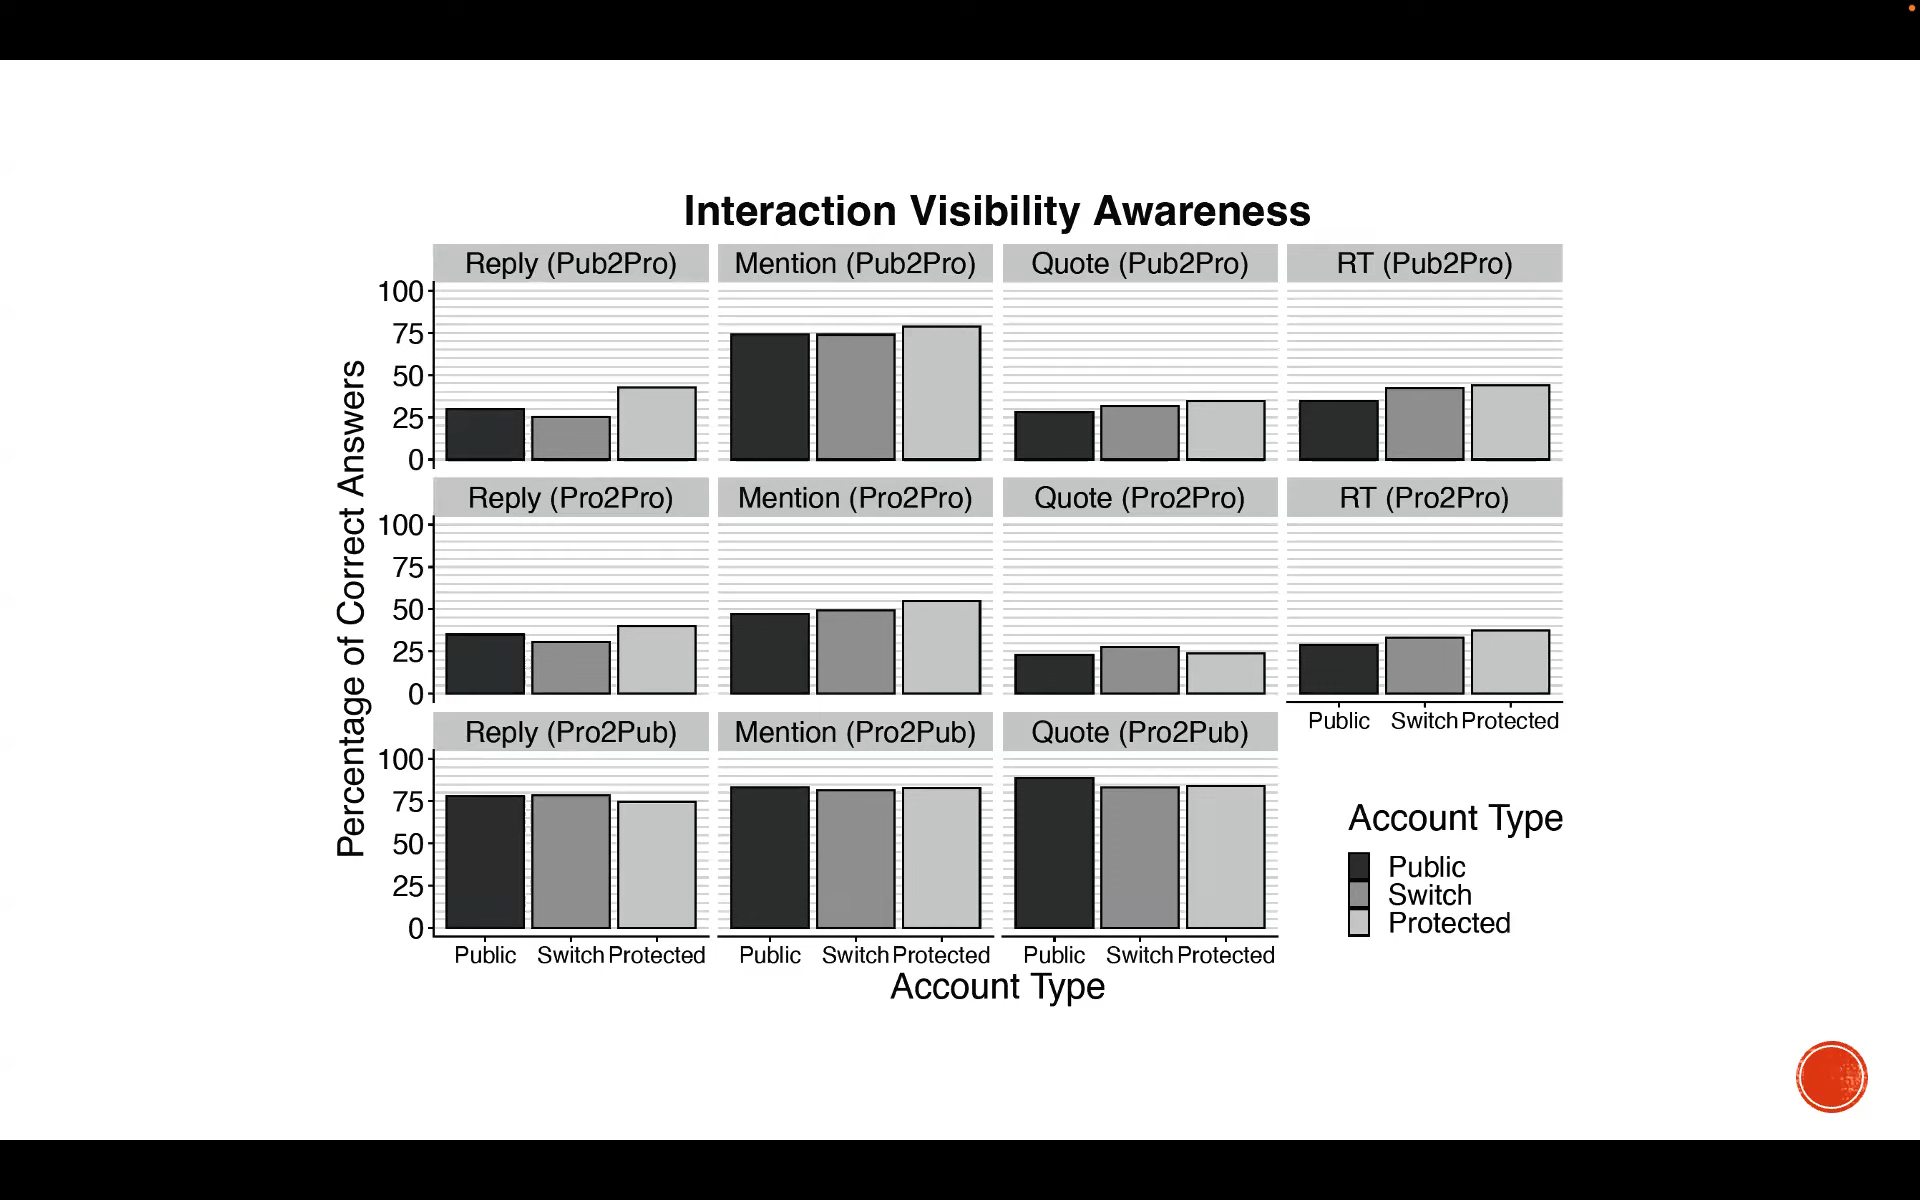 Interaction Visibility Awareness
Reply (Pub2Pro) Mention (Pub2Pro) Quote (Pub2Pro) RT (Pub2Pro)
100
75
50
25
0
Reply (Pro2Pro) Mention (Pro2Pro) Quote (Pro2Pro) RT (Pro2Pro)
100
75
50
25
0
Public Switch Protected
Reply (Pro2Pub) Mention (Pro2Pub) Quote (Pro2Pub)
100
75
50
25
0
Public Switch Protected Public Switch Protected Public Switch Protected
Account Type
Percentage of Correct Answers
Account Type
Public
Switch
Protected